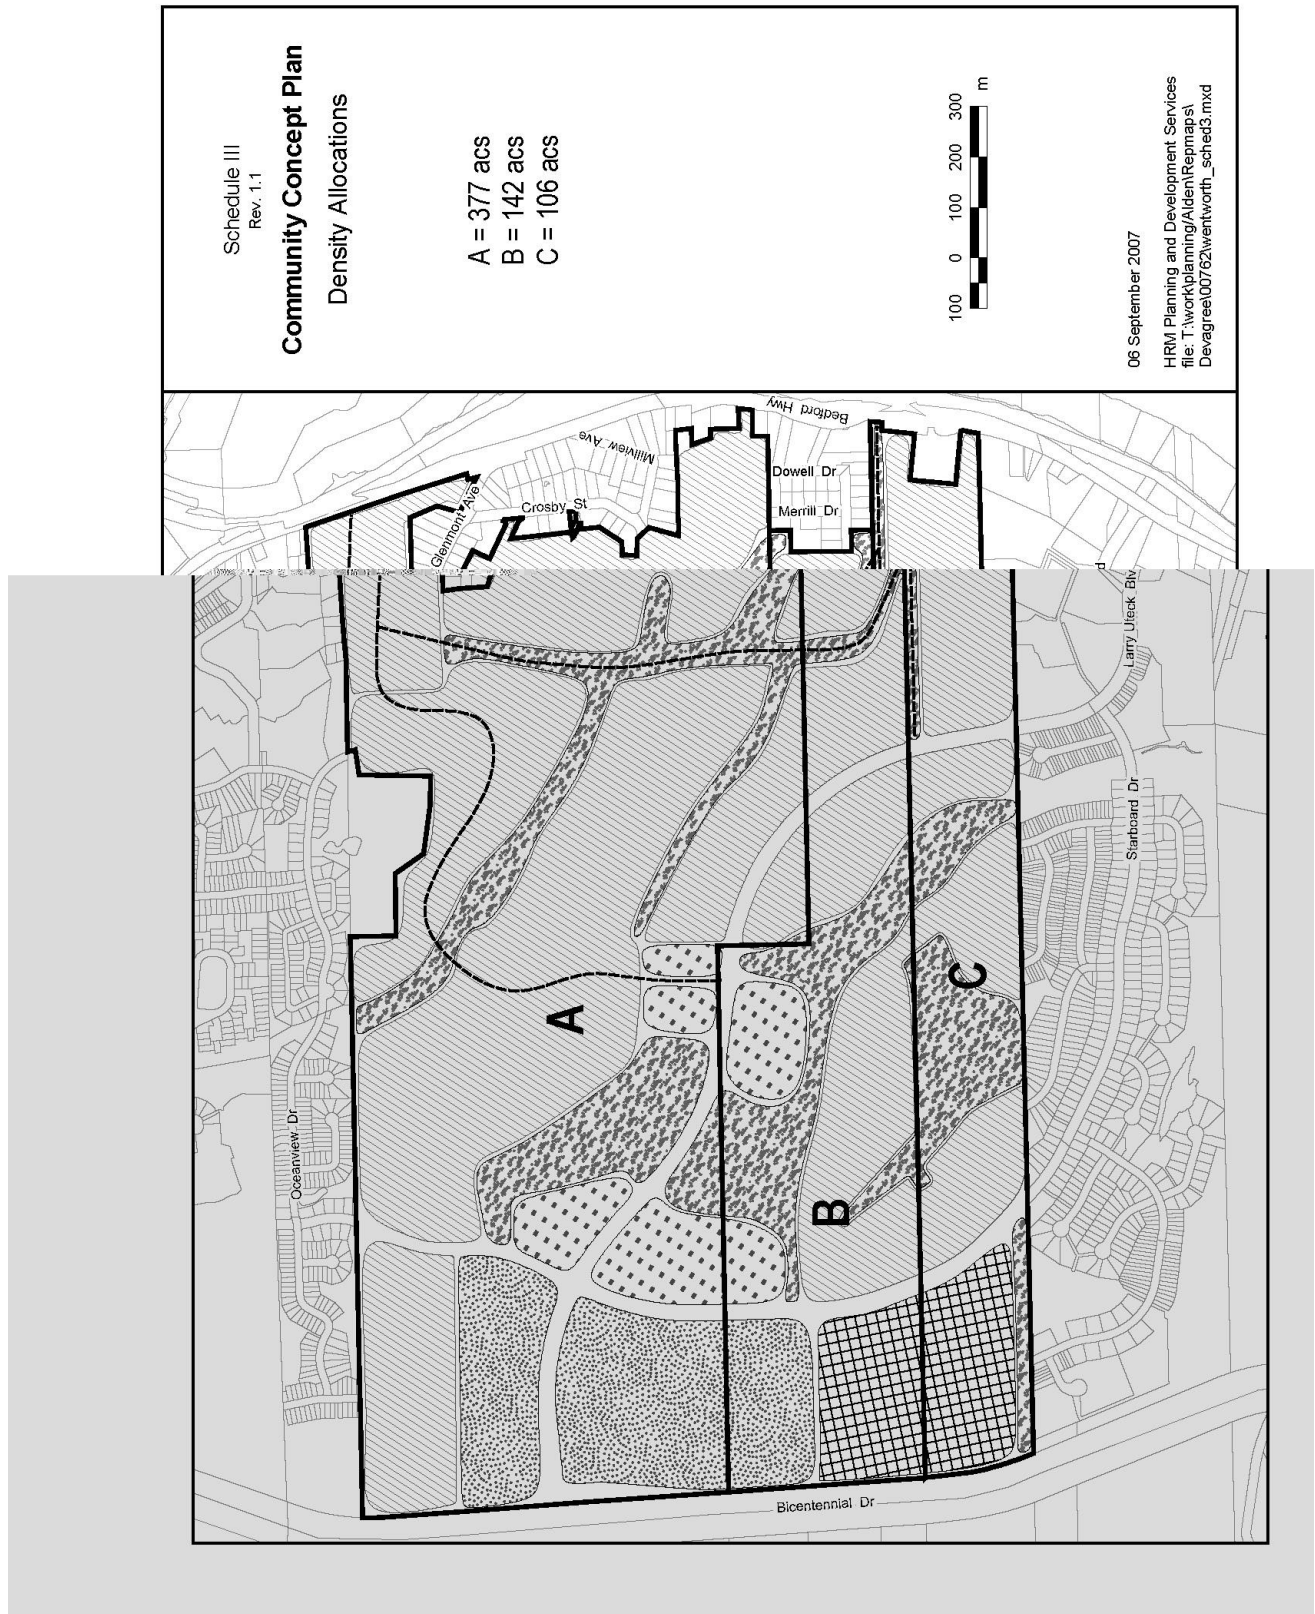 Schedule III
Rev. 1.1
Community Concept Plan
Density Allocations
A = 377 acs
B = 142 acs
C = 106 acs
100 0 100 200 300 m
06 September 2007
HRM Planning and Development Services
file: T:\work\planning/Alden\Repmaps\
Devagree\00762\wentworth_sched3.mxd
Bedford Hwy
Millview Ave
Dowell Dr
Crosby St
Merrill Dr
Glenmont Ave
Larry Uteck Blv
d
Starboard Dr
A
C
Oceanview Dr
B
Bicentennial Dr